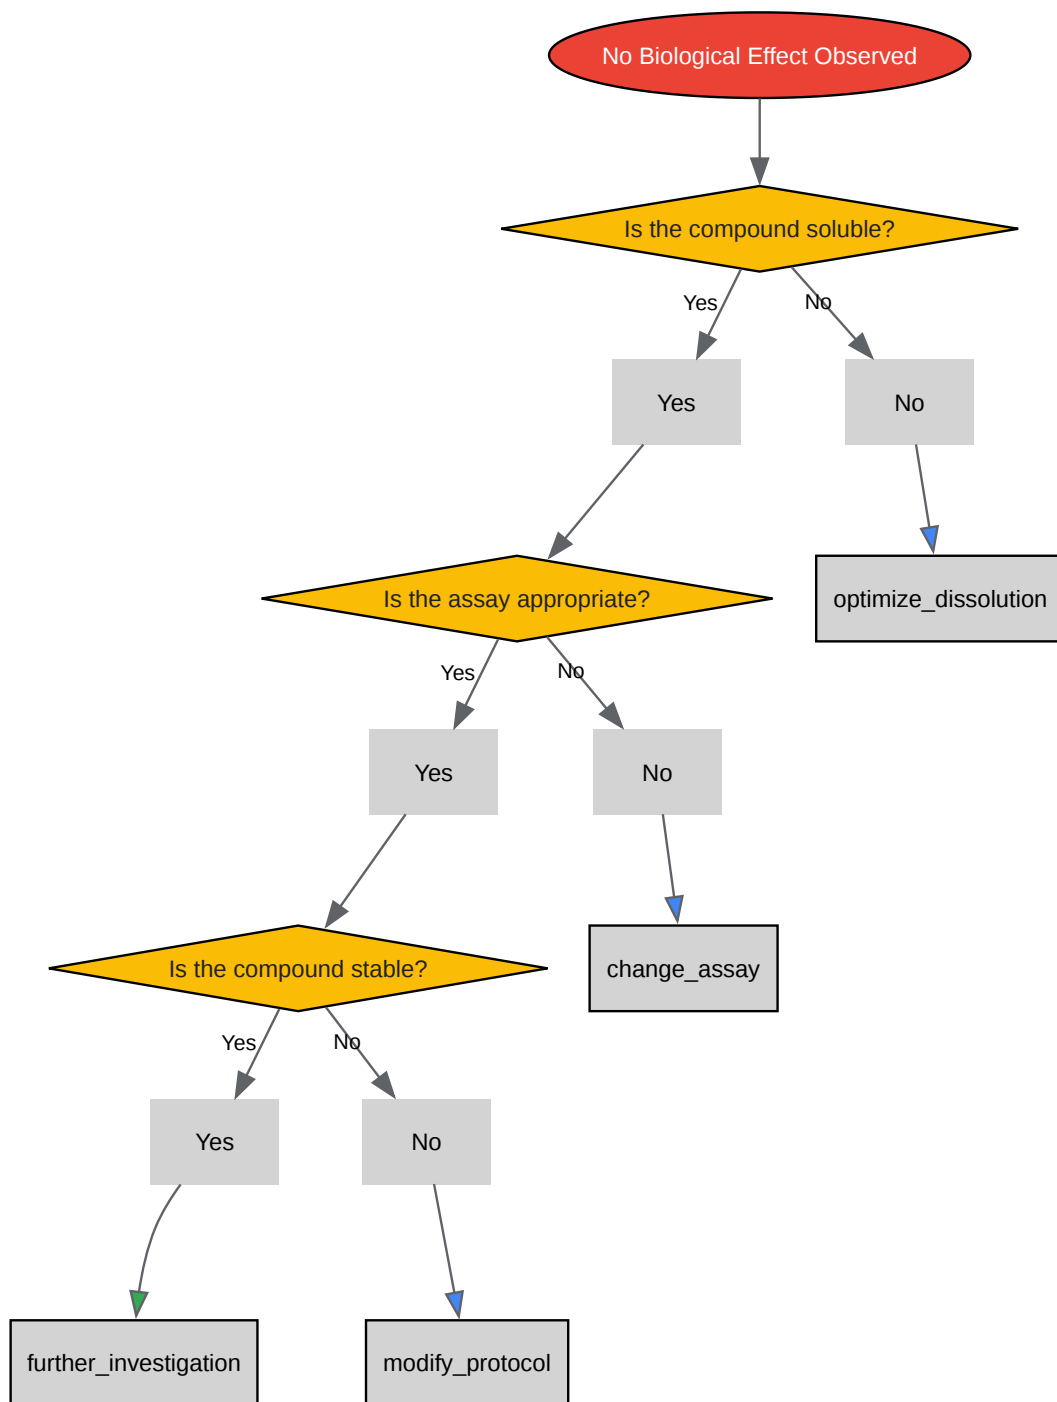 No Biological Effect Observed
Is the compound soluble?
Yes
No
Yes
No
optimize_dissolution
Is the assay appropriate?
Yes
No
Yes
No
change_assay
Is the compound stable?
Yes
No
Yes
No
further_investigation
modify_protocol